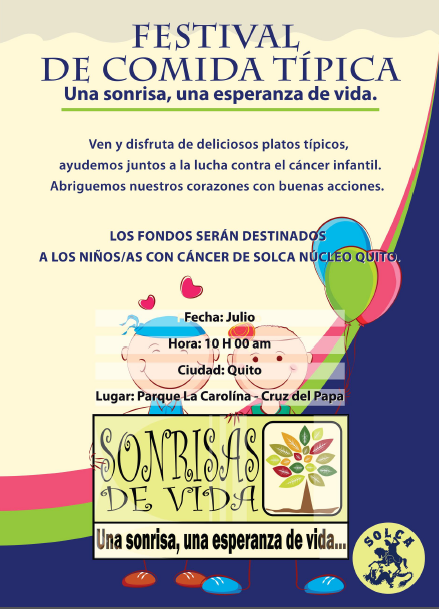 FESTIVAL
DE COMIDA TÍPICA
Una sonrisa, una esperanza de vida.
Ven y disfruta de deliciosos platos típicos,
ayudemos juntos a la lucha contra el cáncer infantil.
Abriguemos nuestros corazones con buenas acciones.
LOS FONDOS SERÁN DESTINADOS
A LOS NIÑOS/AS CON CÁNCER DE SOLCA NÚCLEO QUITO.
Fecha: Julio
Hora: 10 H 00 am
Ciudad: Quito
Lugar: Parque La Carolína - Cruz del Papa
SONRISAS
DE VIDA
Una sonrisa, una esperanza de vida...
SOLCA